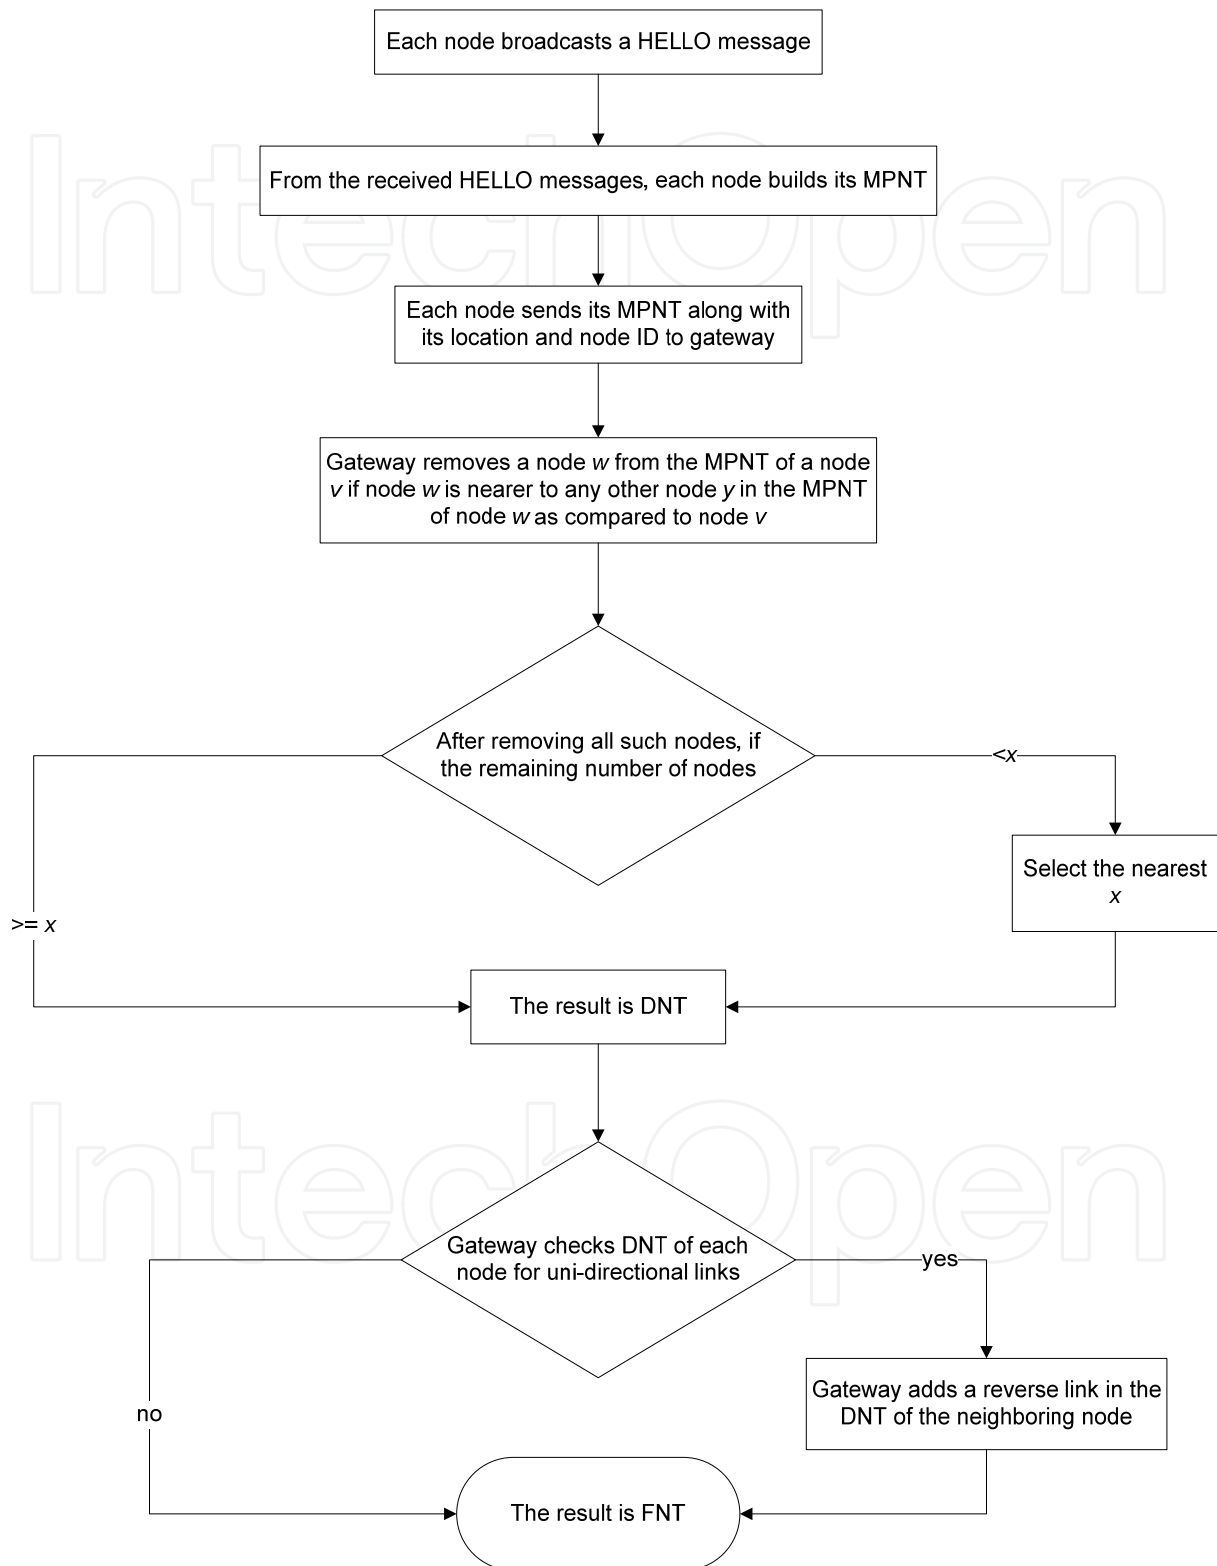 Each node broadcasts a HELLO message
From the received HELLO messages, each node builds its MPNT
Each node sends its MPNT along with
its location and node ID to gateway
Gateway removes a node w from the MPNT of a node
v if node w is nearer to any other node y in the MPNT
of node w as compared to node v
After removing all such nodes, if
the remaining number of nodes
<x
Select the nearest
x
>= x
The result is DNT
Gateway checks DNT of each
node for uni-directional links
yes
Gateway adds a reverse link in the
DNT of the neighboring node
no
The result is FNT
IntechOpen
IntechOpen